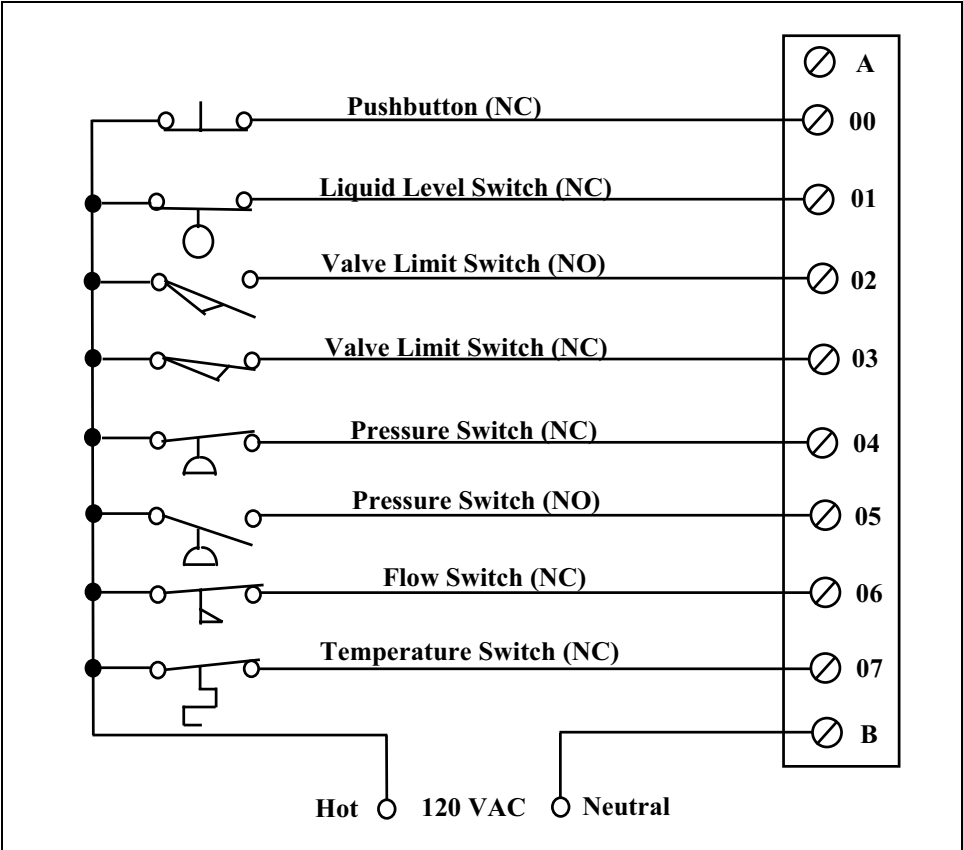 A
Pushbutton (NC)
00
Liquid Level Switch (NC)
01
Valve Limit Switch (NO)
02
Valve Limit Switch (NC)
03
Pressure Switch (NC)
04
Pressure Switch (NO)
05
Flow Switch (NC)
06
Temperature Switch (NC)
07
B
Hot 120 VAC Neutral